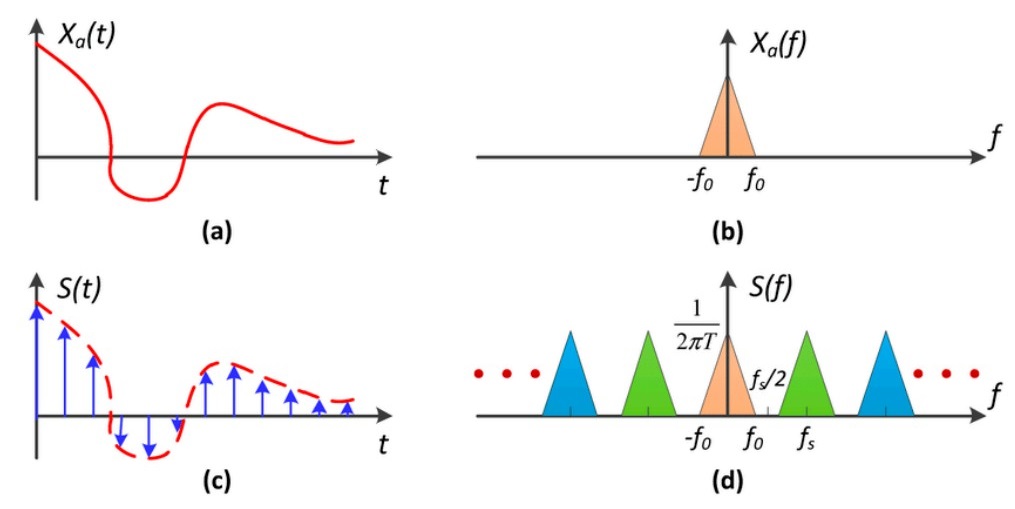 Xₐ(t)
t
(a)
Xₐ(f)
f
-f₀ f₀
(b)
S(t)
t
(c)
S(f)
1
2πT
fₛ/2
f
-f₀ f₀ fₛ
(d)